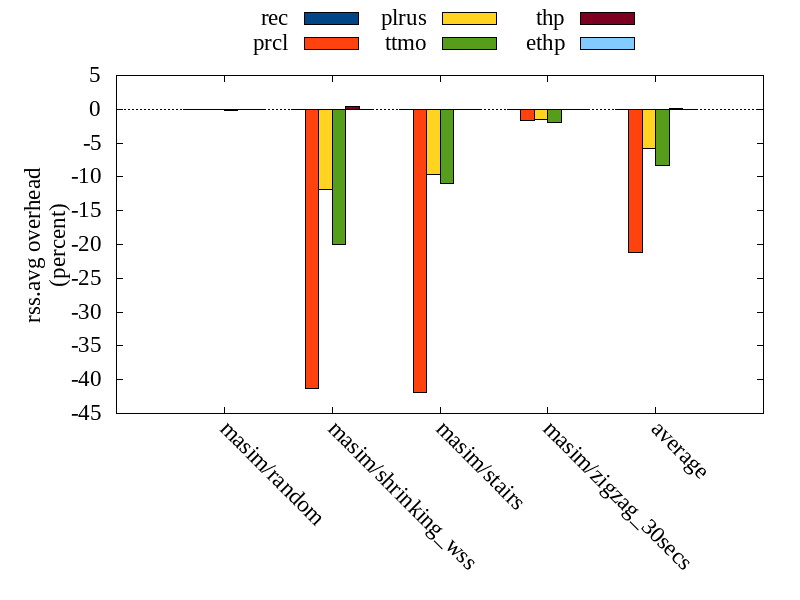 rec plrus thp
prcl ttmo ethp
5
0
-5
-10
-15
-20
-25
-30
-35
-40
-45
rss.avg overhead
(percent)
masim/random
masim/shrinking_wss
masim/stairs
masim/zigzag_30secs
average